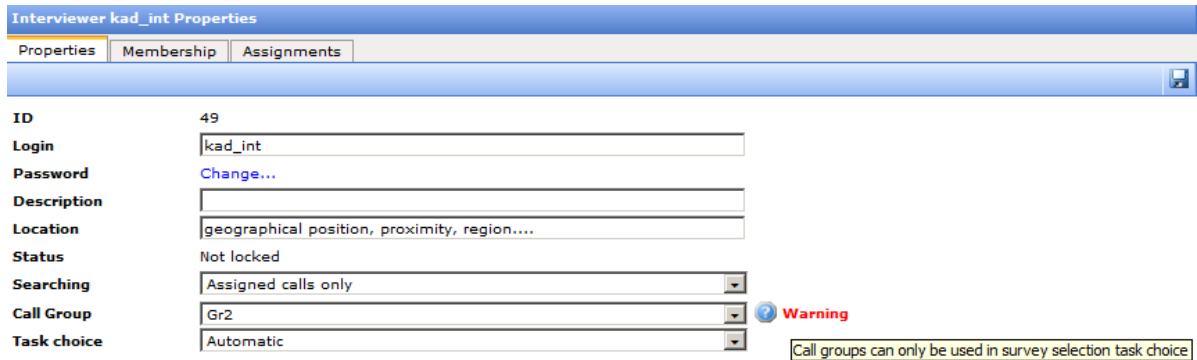 Interviewer kad_int Properties
Properties Membership Assignments
ID 49
Login kad_int
Password Change...
Description
Location geographical position, proximity, region....
Status Not locked
Searching Assigned calls only
Call Group Gr2 ? Warning
Task choice Automatic
Call groups can only be used in survey selection task choice